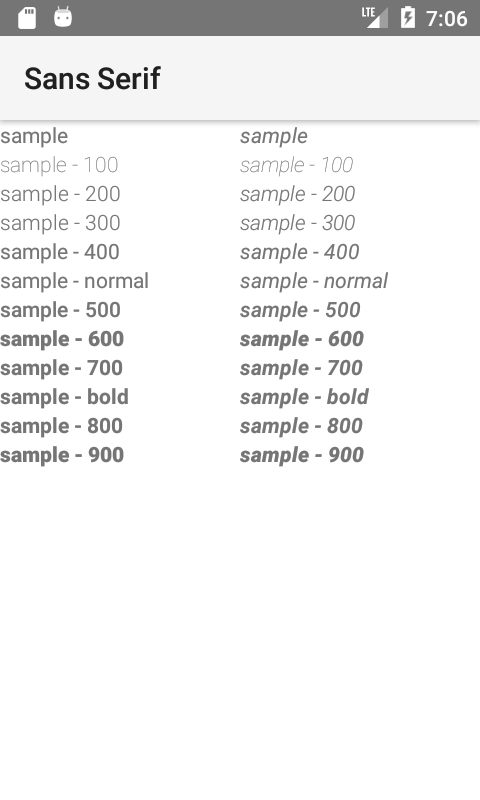 LTE 7:06
Sans Serif
sample sample
sample - 100 sample - 100
sample - 200 sample - 200
sample - 300 sample - 300
sample - 400 sample - 400
sample - normal sample - normal
sample - 500 sample - 500
sample - 600 sample - 600
sample - 700 sample - 700
sample - bold sample - bold
sample - 800 sample - 800
sample - 900 sample - 900